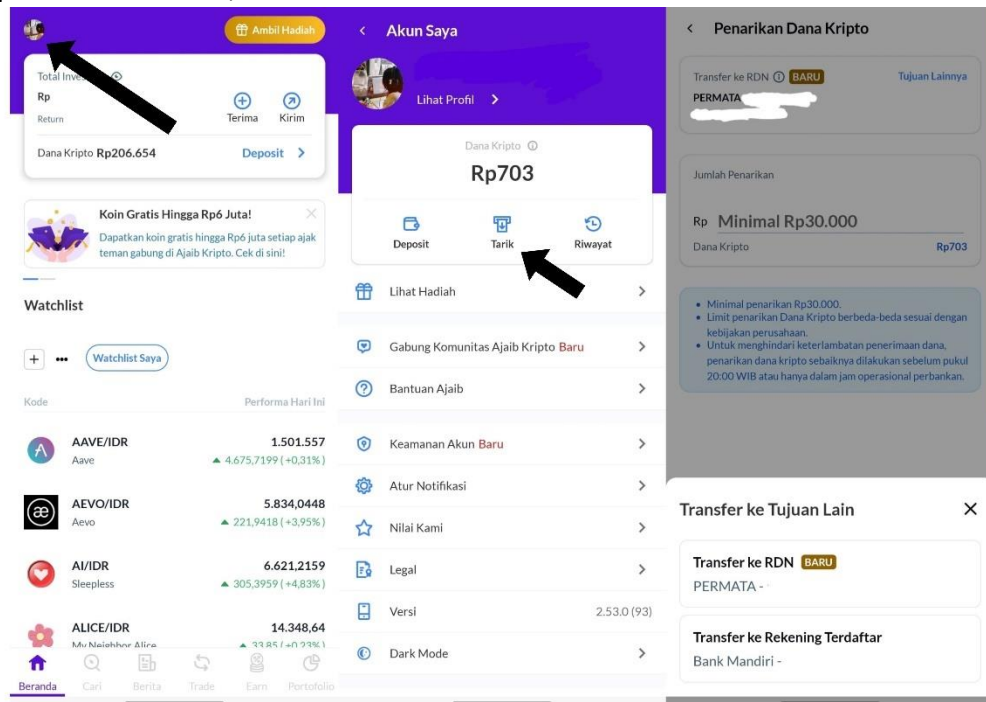 Ambil Hadiah
Total Inves
Rp
Return
Terima
Kirim
Dana Kripto Rp206.654
Deposit
Koin Gratis Hingga Rp6 Juta!
Dapatkan koin gratis hingga Rp6 juta setiap ajak
teman gabung di Ajaib Kripto. Cek di sini!
Watchlist
Watchlist Saya
Kode
Performa Hari Ini
AAVE/IDR
1.501.557
Aave
4.675,7199 (+0,31%)
AEVO/IDR
5.834,0448
Aevo
221,9418 (+3,95%)
AI/IDR
6.621,2159
Sleepless
305,3959 (+4,83%)
ALICE/IDR
14.348,64
My Neighbor Alice
33,85 (+0,23%)
Beranda
Cari
Berita
Trade
Earn
Portofolio
Akun Saya
Lihat Profil
Dana Kripto
Rp703
Deposit
Tarik
Riwayat
Lihat Hadiah
Gabung Komunitas Ajaib Kripto Baru
Bantuan Ajaib
Keamanan Akun Baru
Atur Notifikasi
Nilai Kami
Legal
Versi
2.53.0 (93)
Dark Mode
Penarikan Dana Kripto
Transfer ke RDN BARU
Tujuan Lainnya
PERMATA
Jumlah Penarikan
Rp Minimal Rp30.000
Dana Kripto
Rp703
• Minimal penarikan Rp30.000.
• Limit penarikan Dana Kripto berbeda-beda sesuai dengan
kebijakan perusahaan.
• Untuk menghindari keterlambatan penerimaan dana,
penarikan dana kripto sebaiknya dilakukan sebelum pukul
20:00 WIB atau hanya dalam jam operasional perbankan.
Transfer ke Tujuan Lain
Transfer ke RDN BARU
PERMATA -
Transfer ke Rekening Terdaftar
Bank Mandiri -